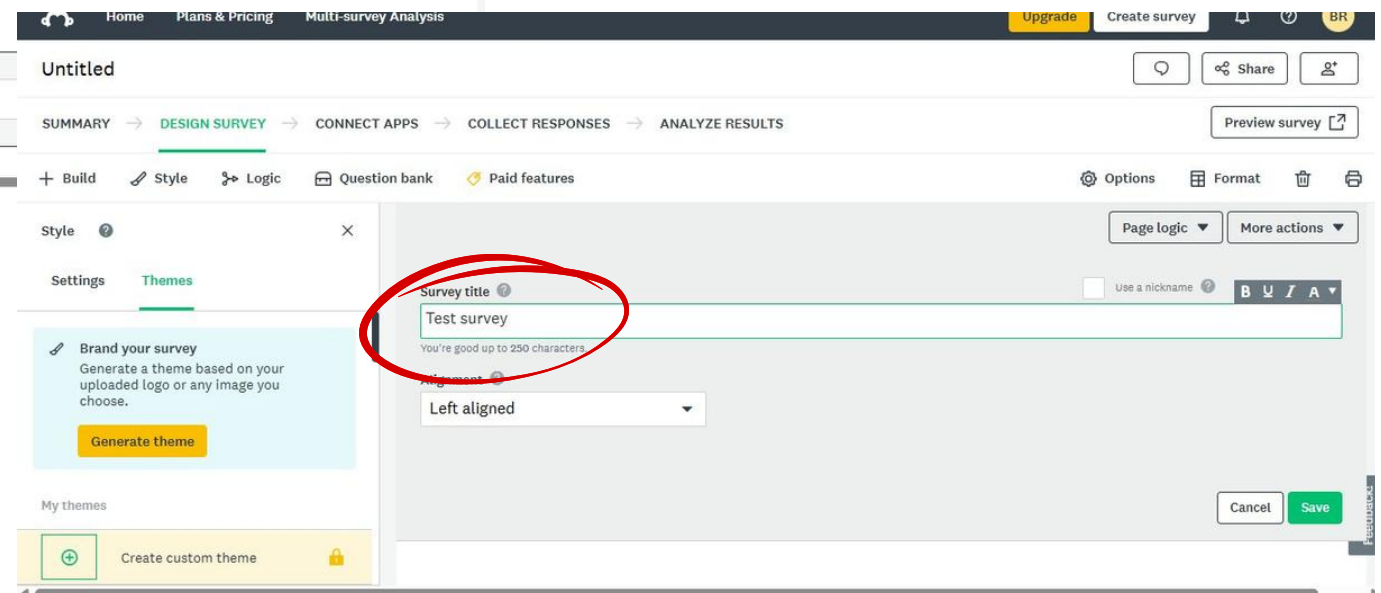 Home Plans & Pricing Multi-survey Analysis Upgrade Create survey BR
Untitled Share
SUMMARY DESIGN SURVEY CONNECT APPS COLLECT RESPONSES ANALYZE RESULTS Preview survey
+ Build Style Logic Question bank Paid features Options Format
Style Page logic More actions
Settings Themes
Survey title Use a nickname B U I A
Test survey
You're good up to 250 characters.
Alignment
Left aligned
Brand your survey
Generate a theme based on your
uploaded logo or any image you
choose.
Generate theme
My themes
Cancel Save
Create custom theme